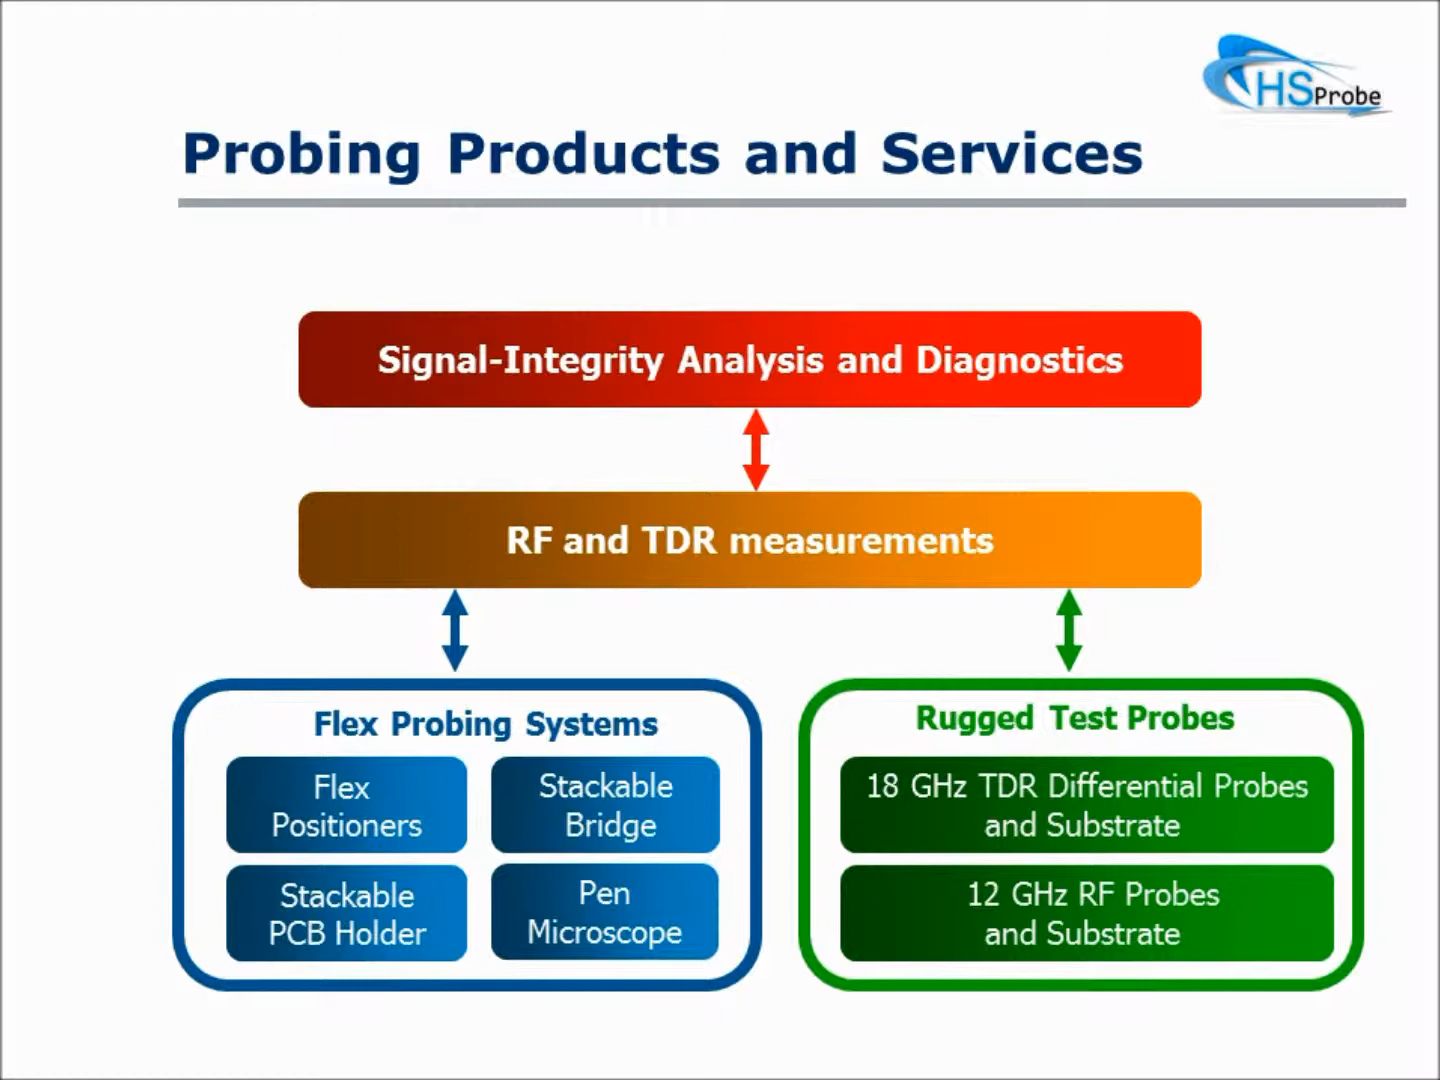 HSProbe
Probing Products and Services
Signal-Integrity Analysis and Diagnostics
RF and TDR measurements
Flex Probing Systems
Flex
Positioners
Stackable
Bridge
Stackable
PCB Holder
Pen
Microscope
Rugged Test Probes
18 GHz TDR Differential Probes
and Substrate
12 GHz RF Probes
and Substrate